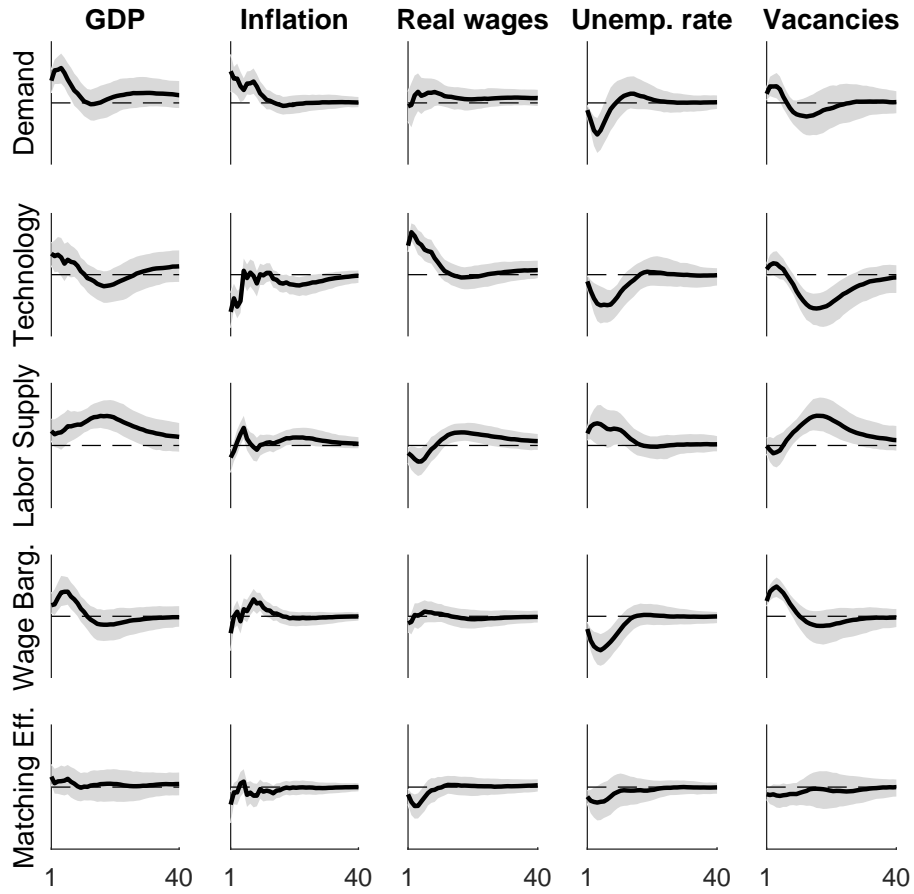 GDP Inflation Real wages Unemp. rate Vacancies
Demand
Technology
Labor Supply
Wage Barg.
Matching Eff.
1 40 1 40 1 40 1 40 1 40